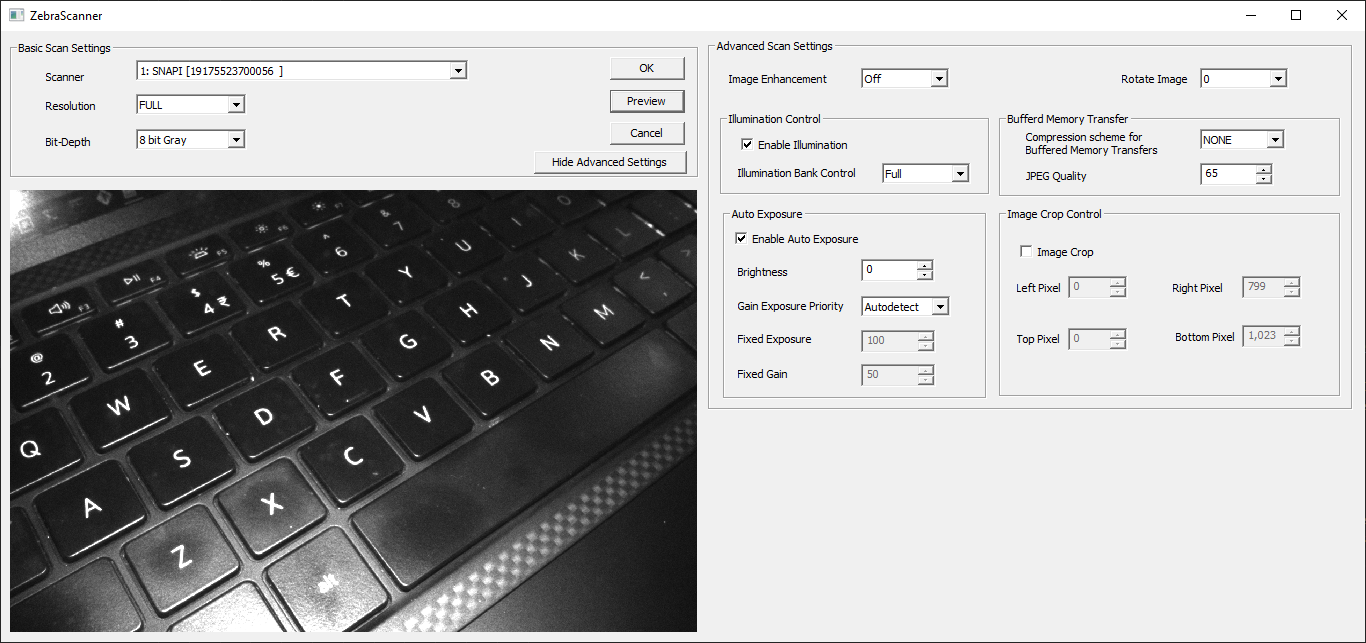 ZebraScanner
Basic Scan Settings
Scanner
1: SNAPI [19175523700056 ]
OK
Resolution
FULL
Preview
Bit-Depth
8 bit Gray
Cancel
Hide Advanced Settings
Advanced Scan Settings
Image Enhancement
Off
Rotate Image
0
Illumination Control
Enable Illumination
Illumination Bank Control
Full
Bufferd Memory Transfer
Compression scheme for
Buffered Memory Transfers
NONE
JPEG Quality
65
Auto Exposure
Enable Auto Exposure
Brightness
0
Gain Exposure Priority
Autodetect
Fixed Exposure
100
Fixed Gain
50
Image Crop Control
Image Crop
Left Pixel
0
Right Pixel
799
Top Pixel
0
Bottom Pixel
1,023
F3
F4
F5
F6
@ 2
# 3
$ 4 ₹
% 5 €
^ 6
& 7
8
Q W E R T Y U I
A S D F G H J K L
Z X C V B N M < ,
alt